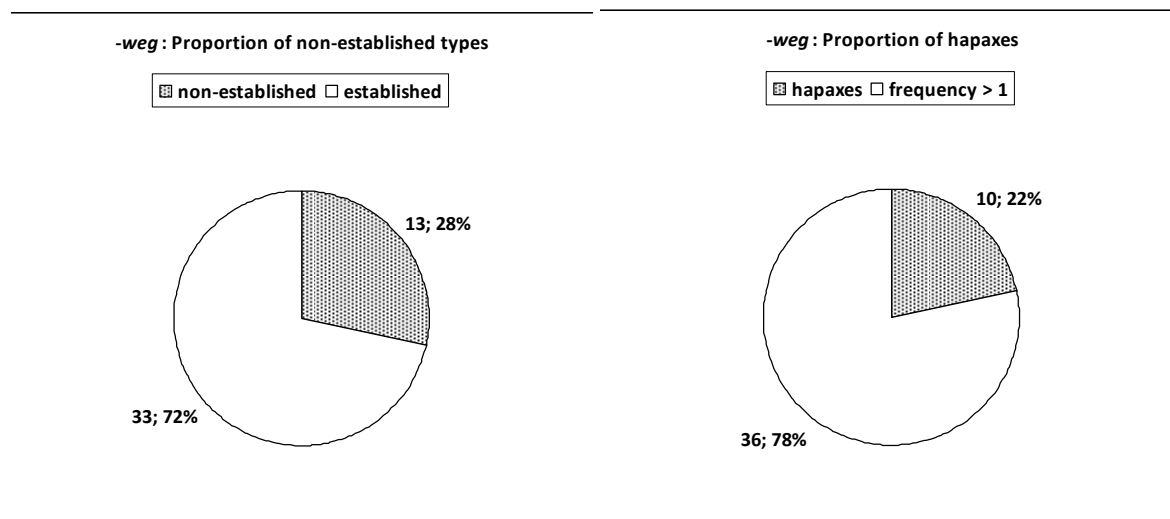 -weg : Proportion of non-established types
non-established established
13; 28%
33; 72%
-weg : Proportion of hapaxes
hapaxes frequency > 1
10; 22%
36; 78%